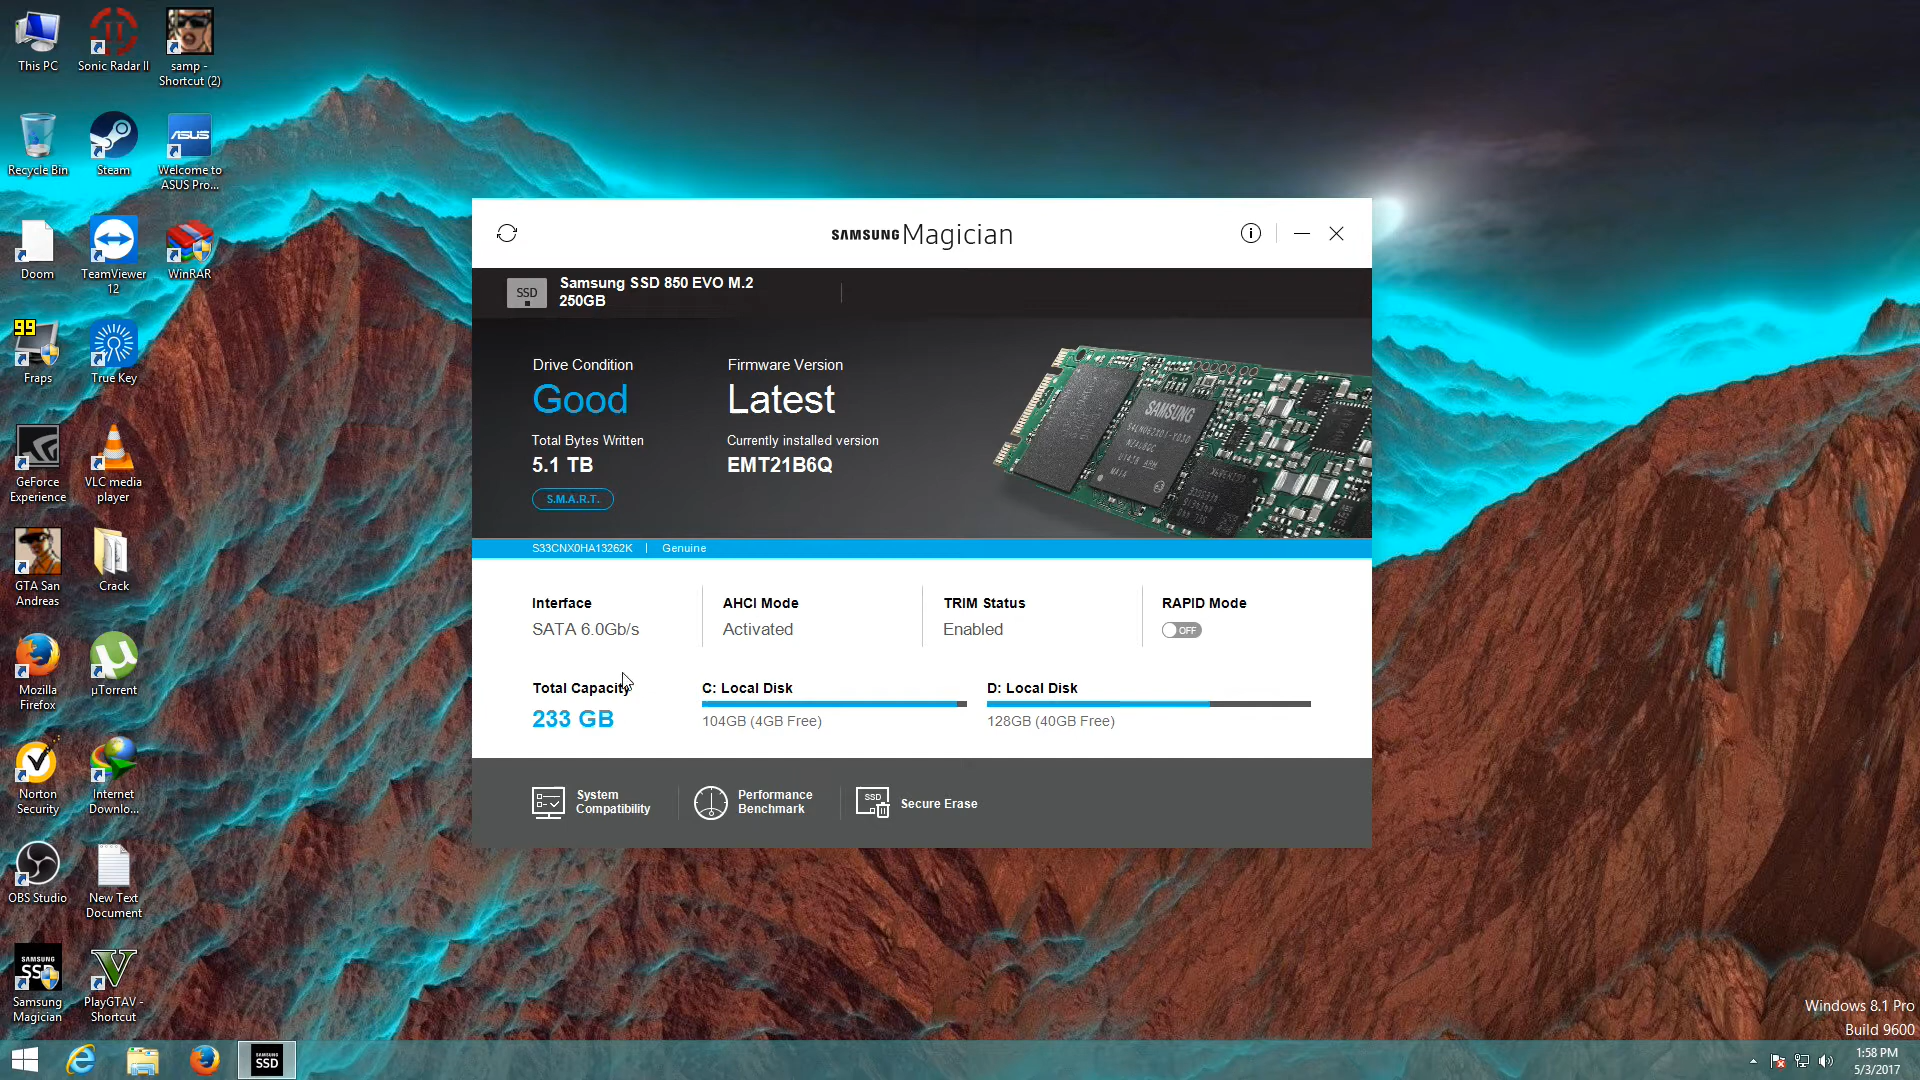 This PC
Sonic Radar II
samp -
Shortcut (2)
Recycle Bin
Steam
ASUS
Welcome to
ASUS Pro...
Doom
TeamViewer
12
WinRAR
99
Fraps
True Key
GeForce
Experience
VLC media
player
GTA San
Andreas
Crack
Mozilla
Firefox
µTorrent
Norton
Security
Internet
Downlo...
OBS Studio
New Text
Document
SAMSUNG
SSD
Samsung
Magician
PlayGTAV -
Shortcut
SAMSUNG Magician
SSD
Samsung SSD 850 EVO M.2
250GB
Drive Condition
Good
Total Bytes Written
5.1 TB
S.M.A.R.T.
Firmware Version
Latest
Currently installed version
EMT21B6Q
SAMSUNG
S33CNX0HA13262K | Genuine
Interface
SATA 6.0Gb/s
AHCI Mode
Activated
TRIM Status
Enabled
RAPID Mode
OFF
Total Capacity
233 GB
C: Local Disk
104GB (4GB Free)
D: Local Disk
128GB (40GB Free)
System
Compatibility
Performance
Benchmark
SSD
Secure Erase
Windows 8.1 Pro
Build 9600
SAMSUNG
SSD
1:58 PM
5/3/2017